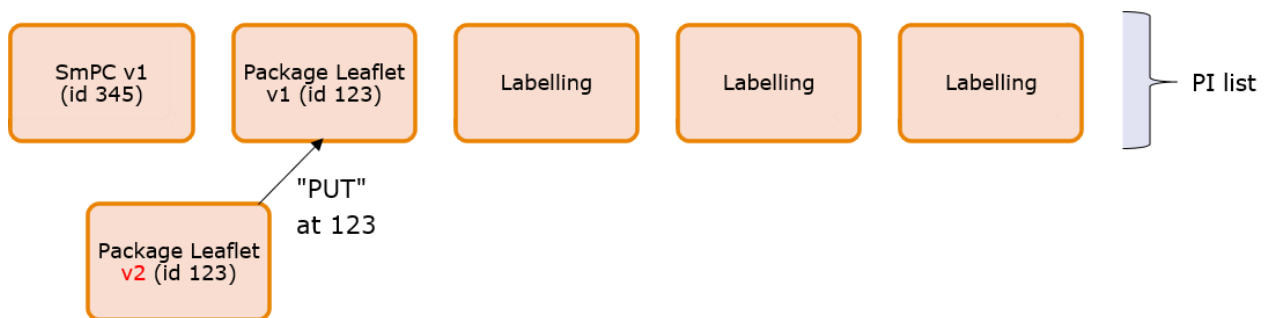 SmPC v1
(id 345)
Package Leaflet
v1 (id 123)
Labelling
Labelling
Labelling
PI list
"PUT"
at 123
Package Leaflet
v2 (id 123)